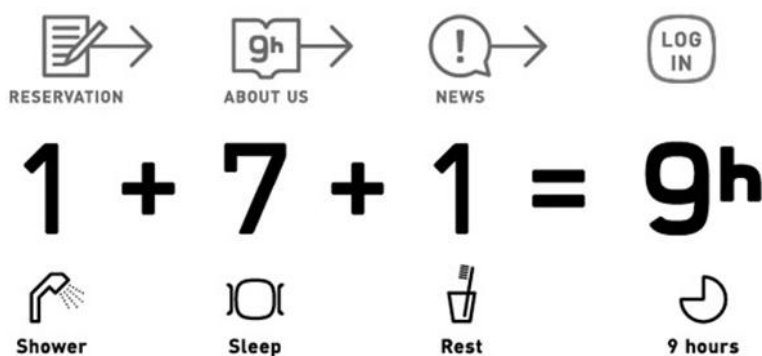 9h
!
LOG
IN
RESERVATION ABOUT US NEWS
1 + 7 + 1 = 9h
Shower Sleep Rest 9 hours